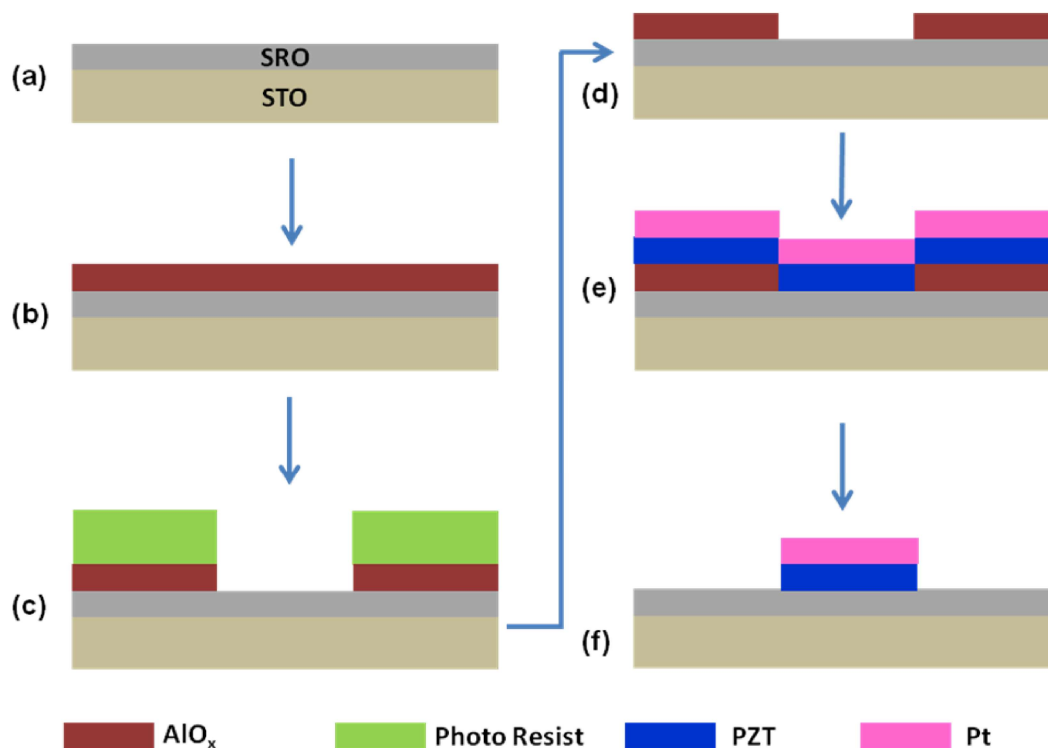 (a)
SRO
STO
(b)
(c)
(d)
(e)
(f)
AlOx
Photo Resist
PZT
Pt